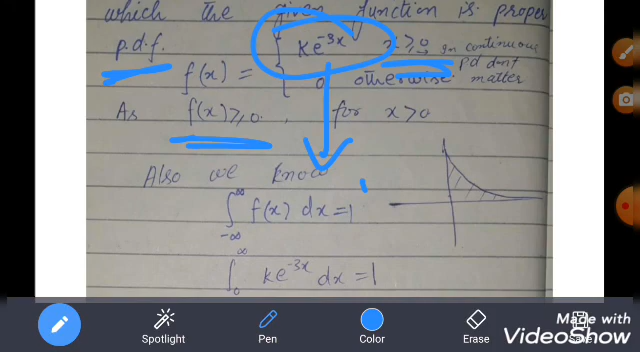 which the given function is proper
p.d.f.
f(x) = { ke^{-3x} x ≥ 0 → in continuous
0 otherwise pd don't matter
As f(x) ≥ 0. for x > 0
Also we know
∫_{-∞}^{∞} f(x) dx = 1
∫_0^∞ ke^{-3x} dx = 1
Spotlight Pen Color Erase
Made with
VideoShow